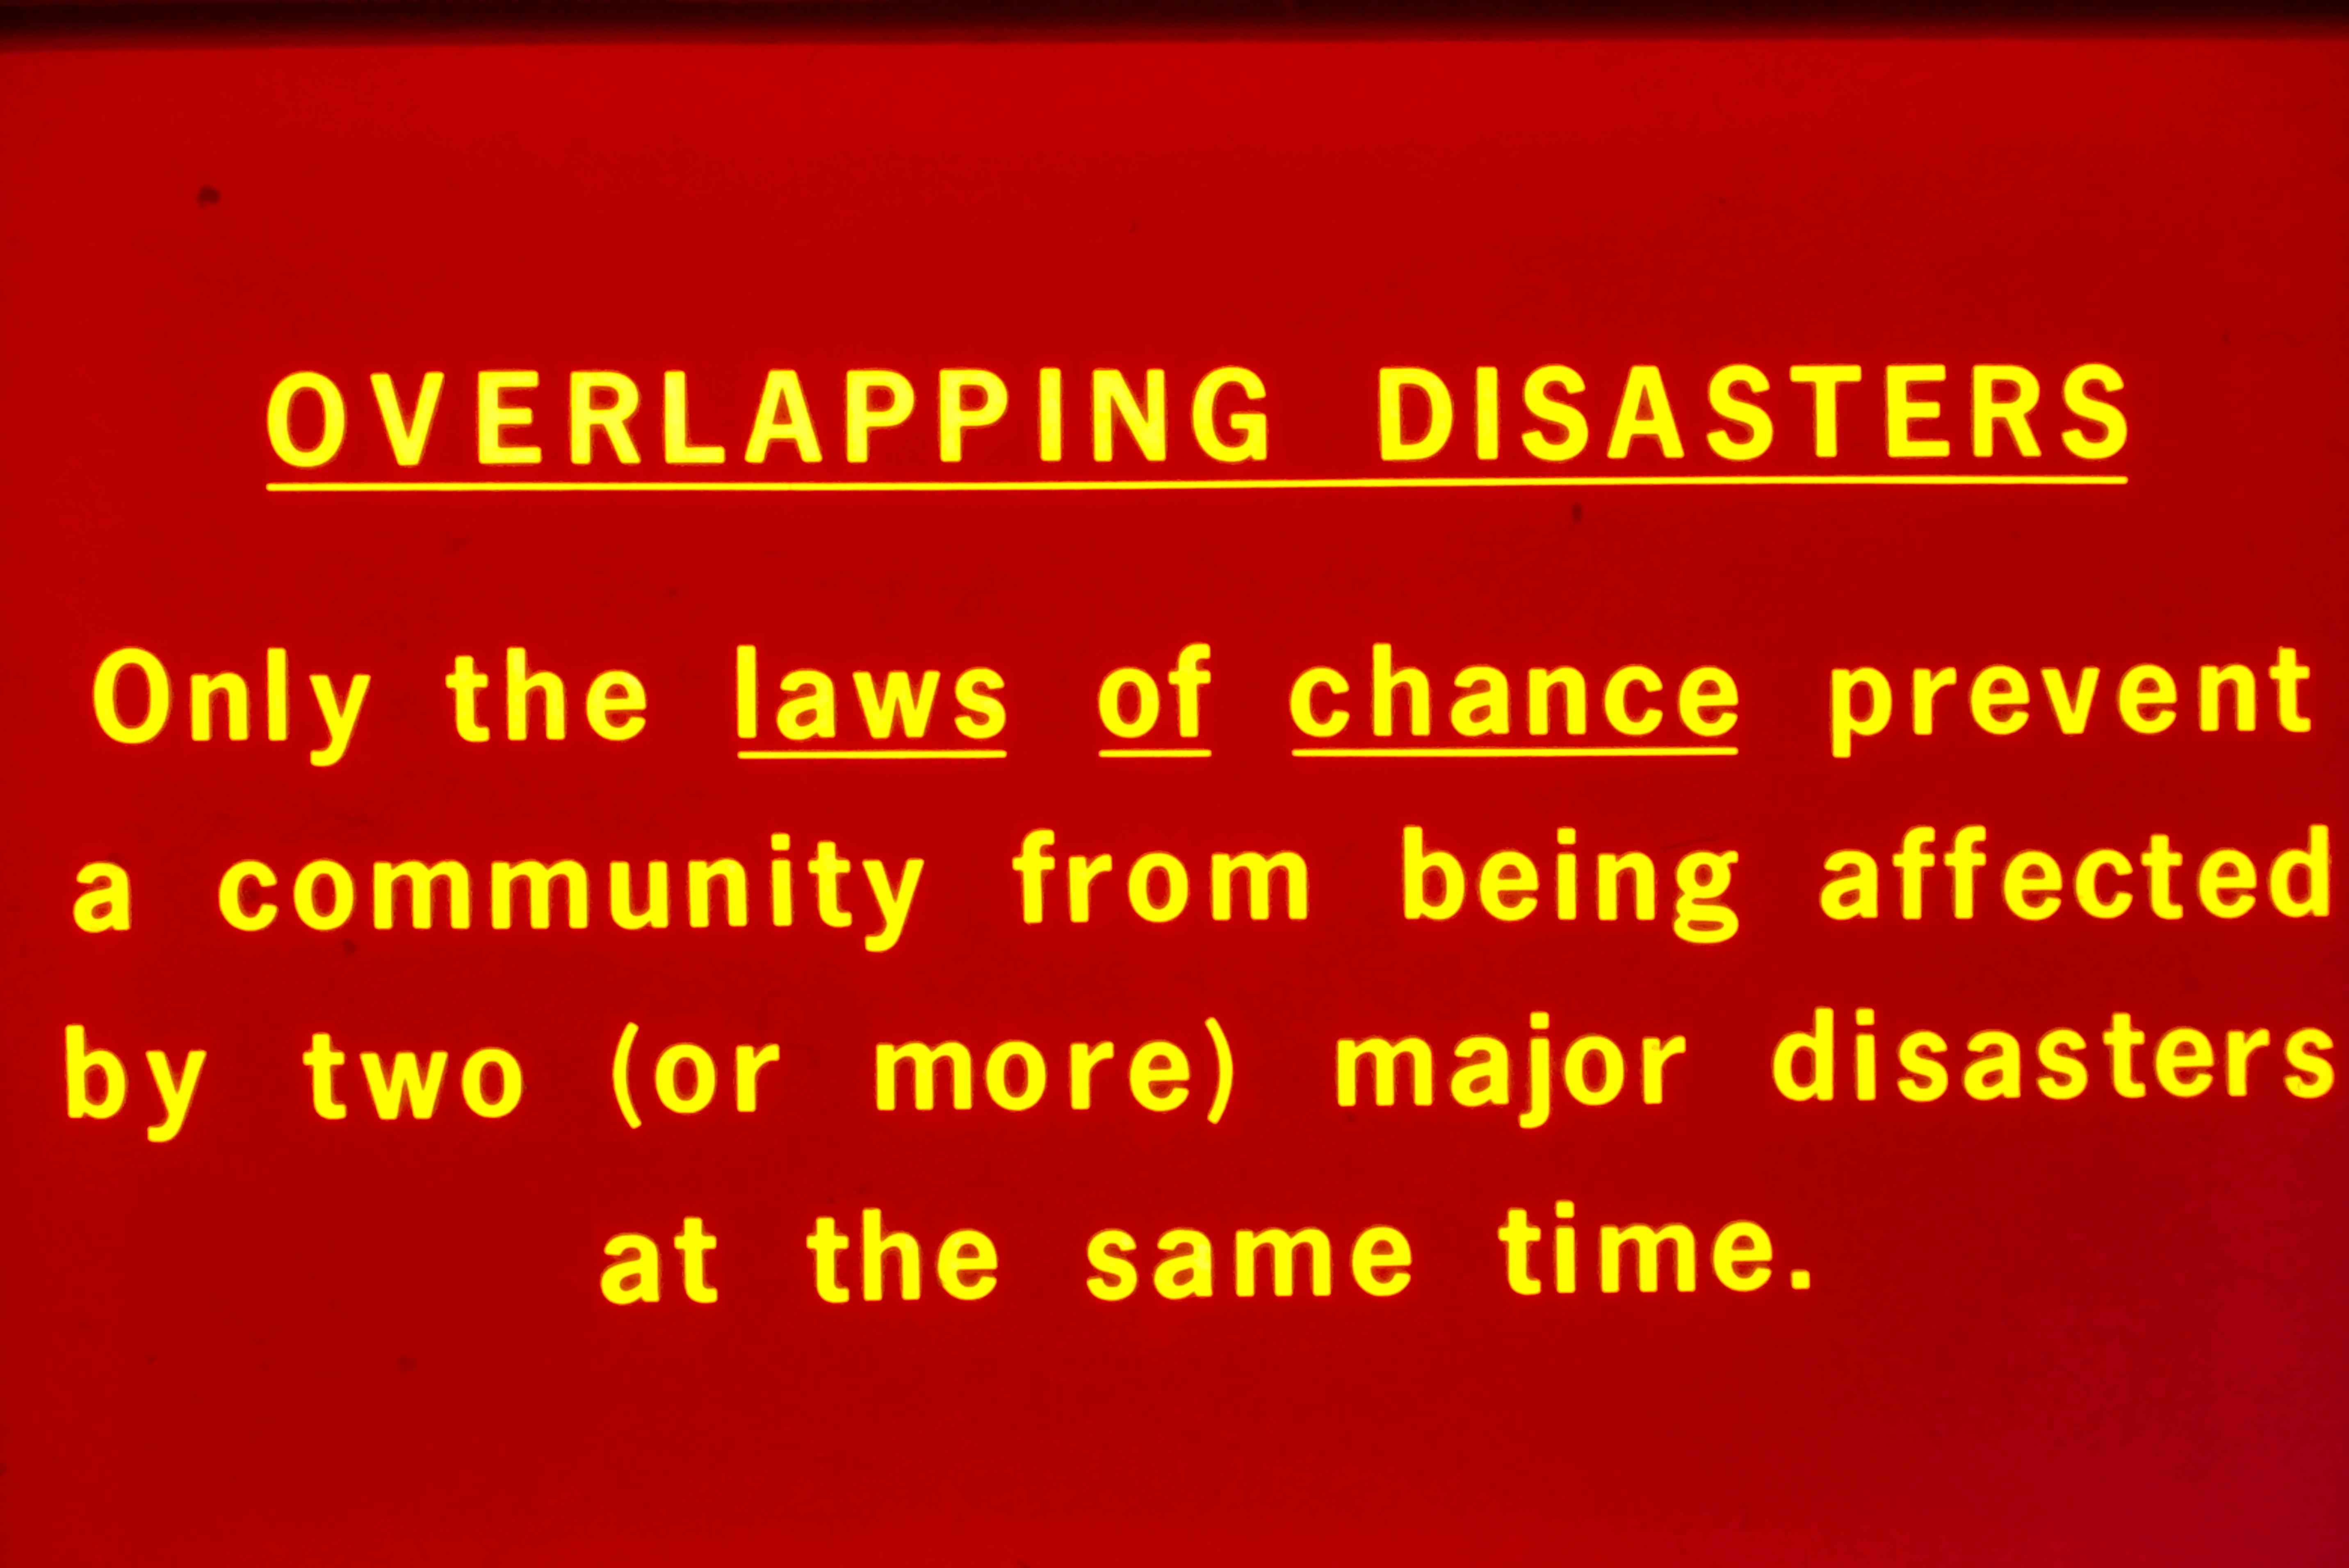 OVERLAPPING DISASTERS
Only the laws of chance prevent
a community from being affected
by two (or more) major disasters
at the same time.